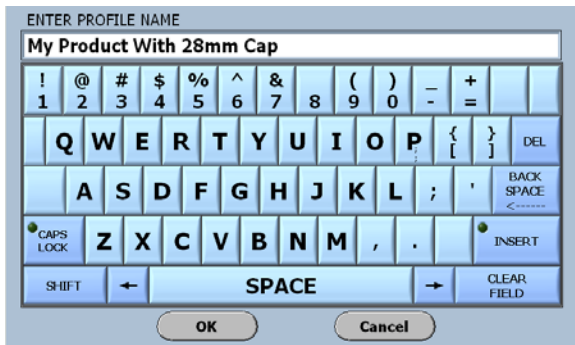 ENTER PROFILE NAME
My Product With 28mm Cap
! @ # $ % ^ & ( ) _ +
1 2 3 4 5 6 7 8 9 0 - =
Q W E R T Y U I O P { }
[ ] DEL
A S D F G H J K L ; ' BACK
SPACE
<------
CAPS
LOCK Z X C V B N M , . INSERT
SHIFT ← SPACE → CLEAR
FIELD
OK Cancel